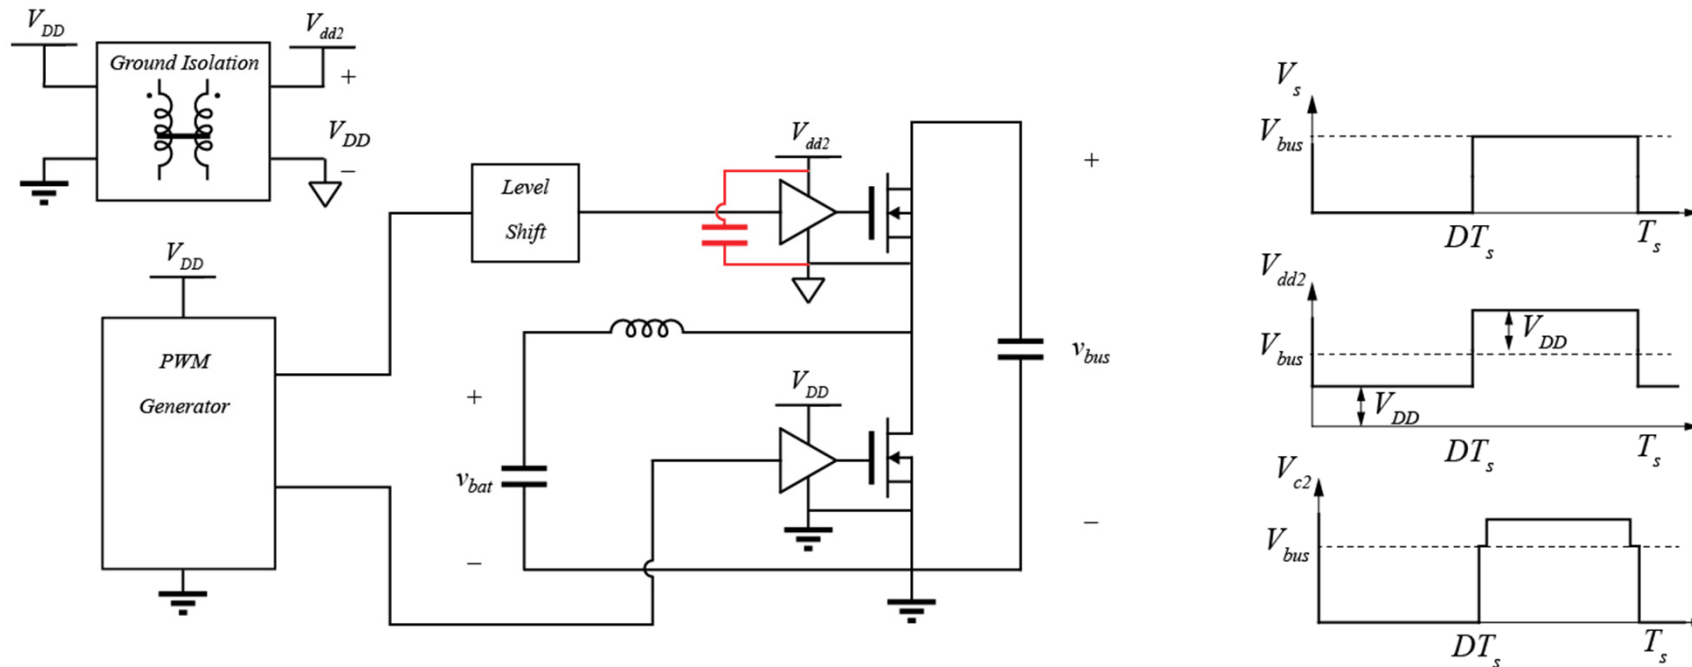 V_DD
V_dd2
Ground Isolation
+
V_DD
−
Level
Shift
V_dd2
+
V_DD
PWM
Generator
v_bus
V_DD
+
v_bat
−
−
V_s
V_bus
DT_s
T_s
V_dd2
V_DD
V_bus
V_DD
DT_s
T_s
V_c2
V_bus
DT_s
T_s